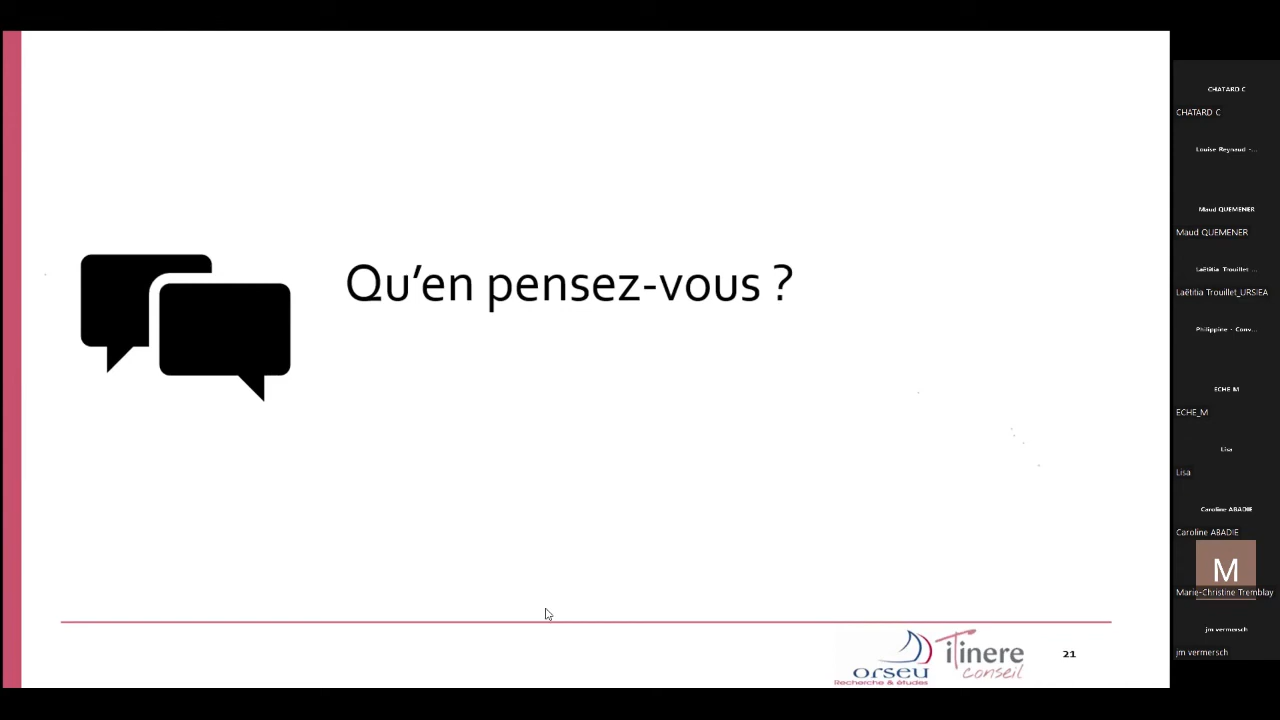 Qu’en pensez-vous ?
orseu
Recherche & études
iTinere
conseil
21
CHATARD C
CHATARD C
Louise Reynaud -...
Maud QUEMENER
Maud QUEMENER
Laëtitia Trouillet ...
Laëtitia Trouillet_URSIEA
Philippine - Conv...
ECHE M
ECHE_M
Lisa
Lisa
Caroline ABADIE
Caroline ABADIE
M
Marie-Christine Tremblay
jm vermersch
jm vermersch